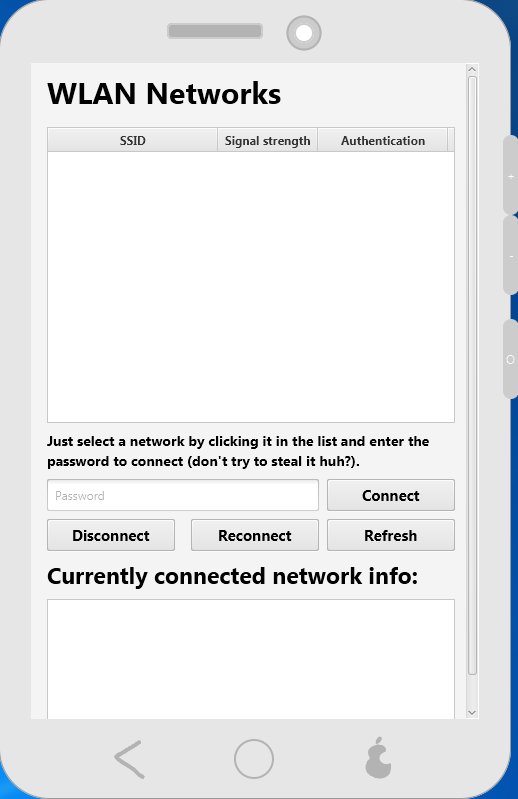 WLAN Networks
SSID Signal strength Authentication
+
-
O
Just select a network by clicking it in the list and enter the
password to connect (don't try to steal it huh?).
Password Connect
Disconnect Reconnect Refresh
Currently connected network info: